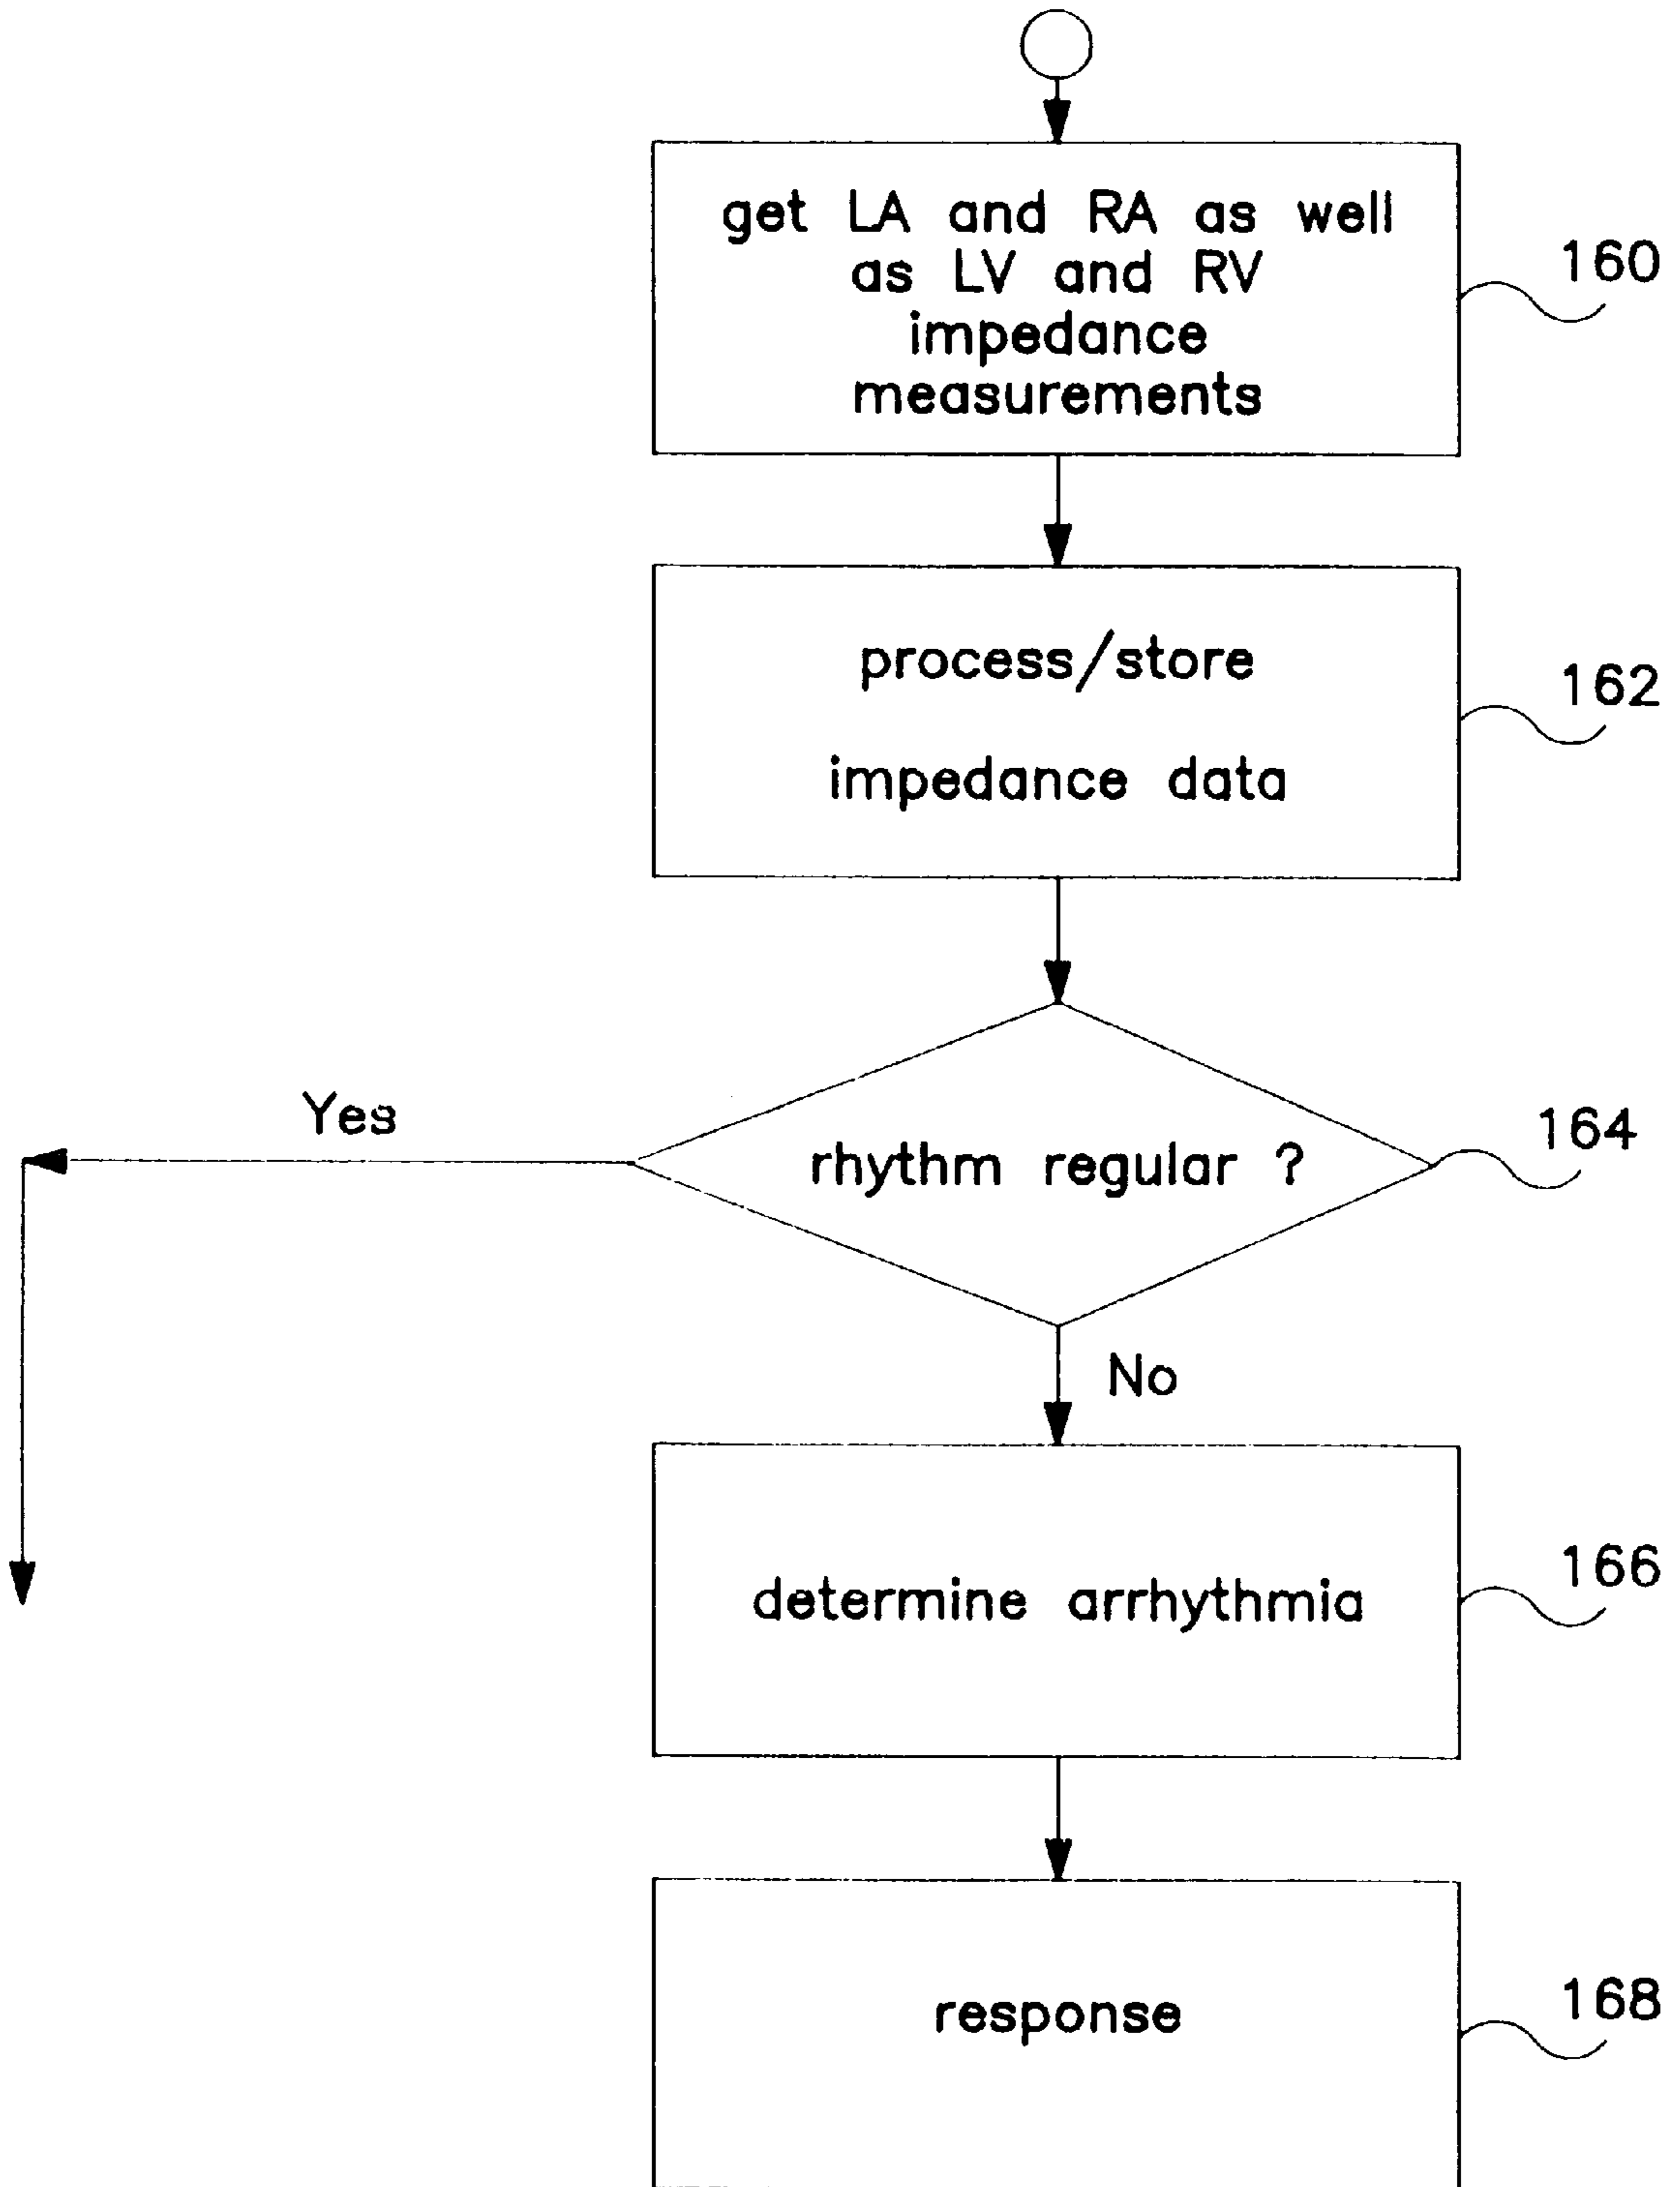 get LA and RA as well
as LV and RV
impedance
measurements
160
process/store
impedance data
162
Yes
rhythm regular ?
164
No
determine arrhythmia
166
response
168